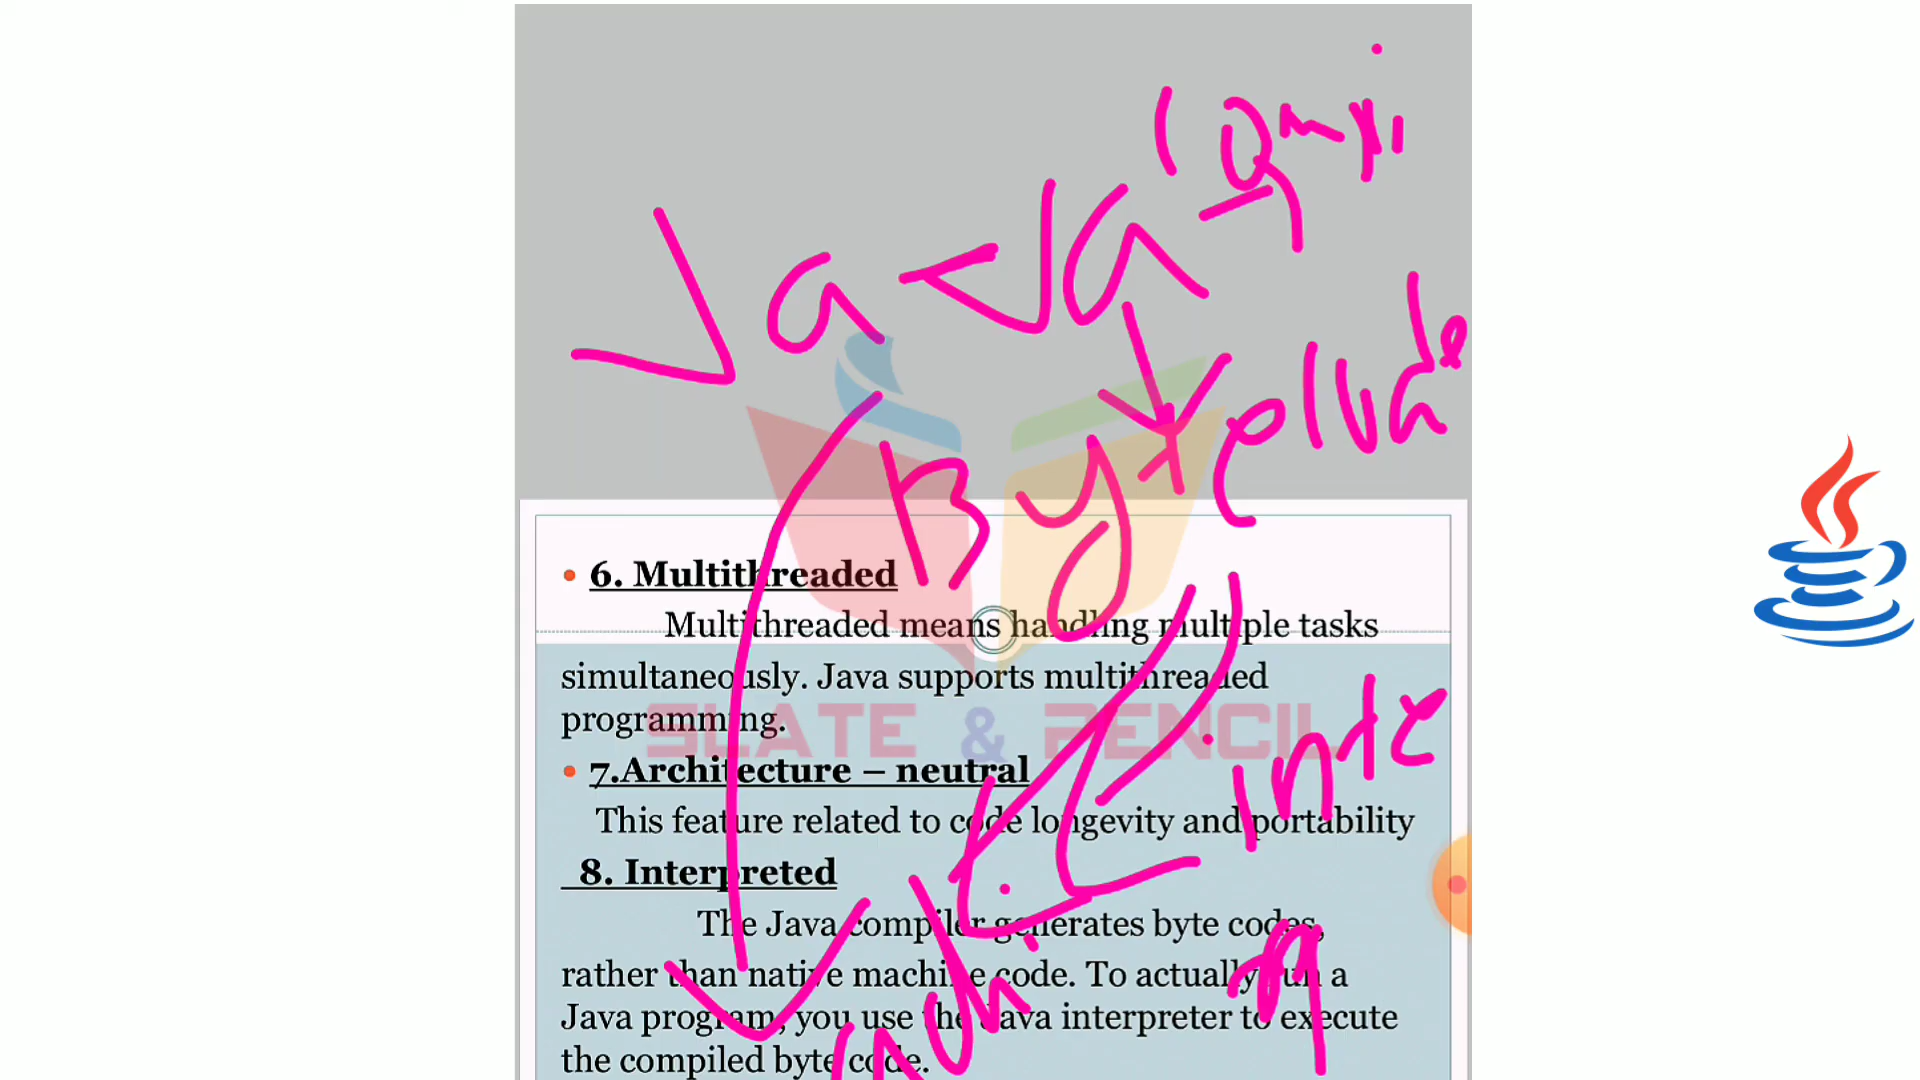 Java
Byte
6. Multithreaded
Multithreaded means handling multiple tasks
simultaneously. Java supports multithreaded
programming.
SLATE & PENCIL
7.Architecture – neutral
This feature related to code longevity and portability
8. Interpreted
The Java compiler generates byte codes,
rather than native machine code. To actually run a
Java program, you use the Java interpreter to execute
the compiled byte code.